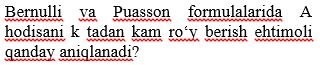 Bernulli va Puasson formulalarida A
hodisani k tadan kam ro‘y berish ehtimoli
qanday aniqlanadi?